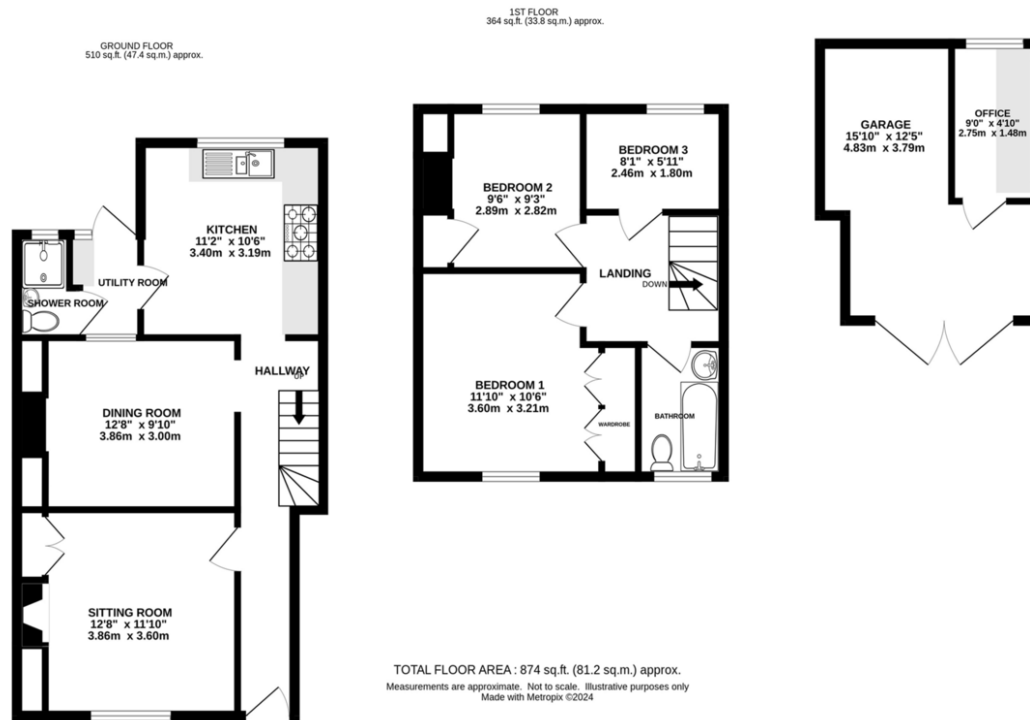 1ST FLOOR
364 sq.ft. (33.8 sq.m.) approx.
GROUND FLOOR
510 sq.ft. (47.4 sq.m.) approx.
KITCHEN
11'2" x 10'6"
3.40m x 3.19m
UTILITY ROOM
SHOWER ROOM
HALLWAY
UP
DINING ROOM
12'8" x 9'10"
3.86m x 3.00m
SITTING ROOM
12'8" x 11'10"
3.86m x 3.60m
BEDROOM 2
9'6" x 9'3"
2.89m x 2.82m
BEDROOM 3
8'1" x 5'11"
2.46m x 1.80m
LANDING
DOWN
BEDROOM 1
11'10" x 10'6"
3.60m x 3.21m
WARDROBE
BATHROOM
GARAGE
15'10" x 12'5"
4.83m x 3.79m
OFFICE
9'0" x 4'10"
2.75m x 1.48m
TOTAL FLOOR AREA : 874 sq.ft. (81.2 sq.m.) approx.
Measurements are approximate. Not to scale. Illustrative purposes only
Made with Metropix ©2024